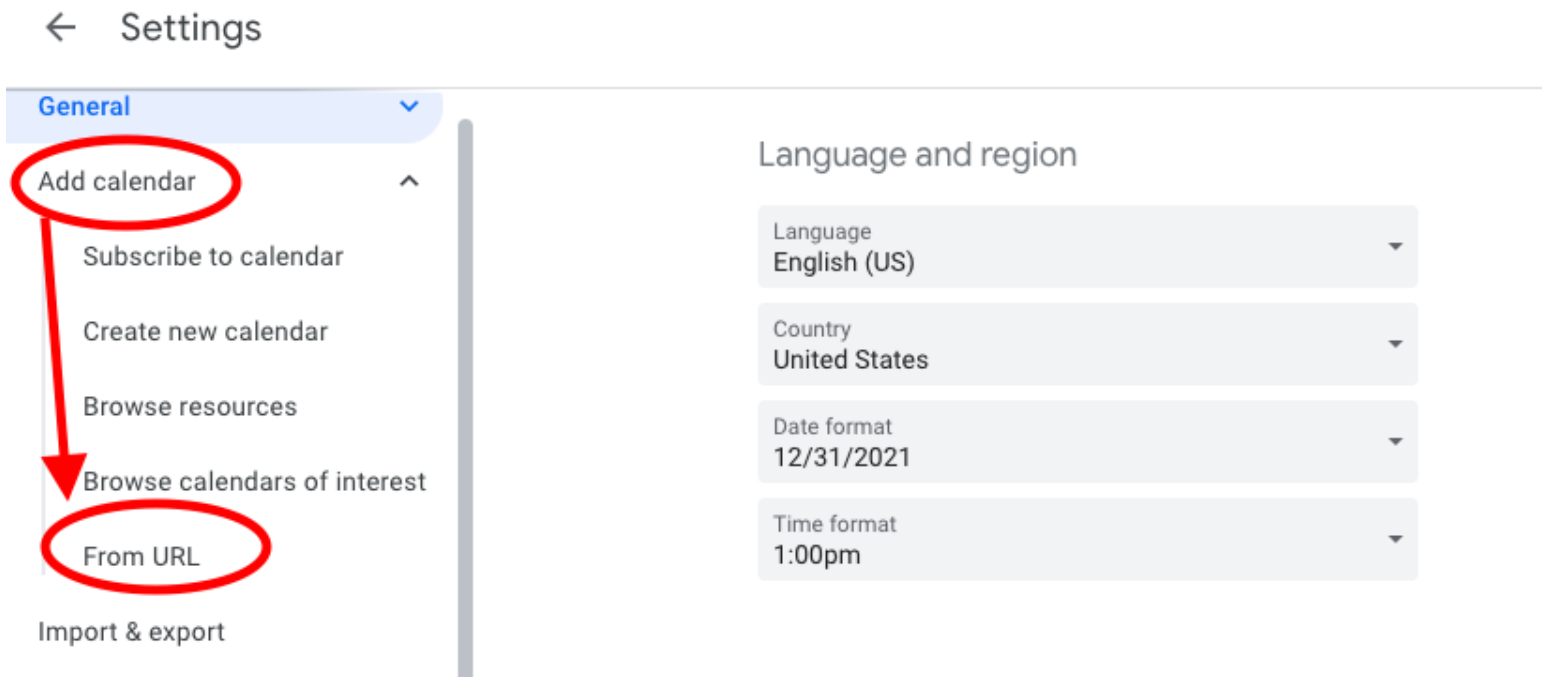 Settings
General
Add calendar
Subscribe to calendar
Create new calendar
Browse resources
Browse calendars of interest
From URL
Import & export
Language and region
Language
English (US)
Country
United States
Date format
12/31/2021
Time format
1:00pm